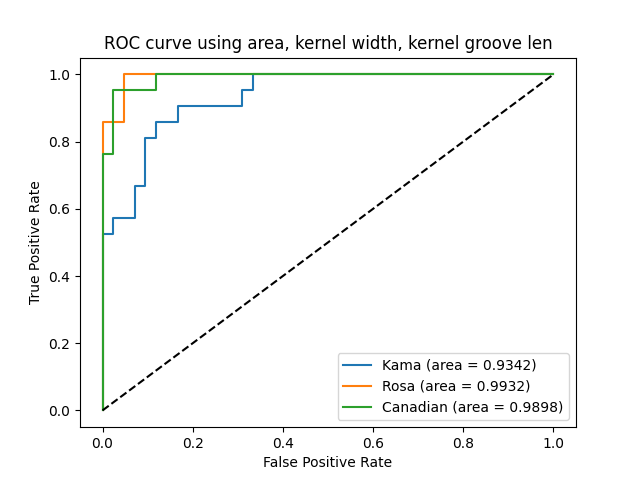 ROC curve using area, kernel width, kernel groove len
True Positive Rate
1.0
0.8
0.6
0.4
0.2
0.0
Kama (area = 0.9342)
Rosa (area = 0.9932)
Canadian (area = 0.9898)
0.0 0.2 0.4 0.6 0.8 1.0
False Positive Rate